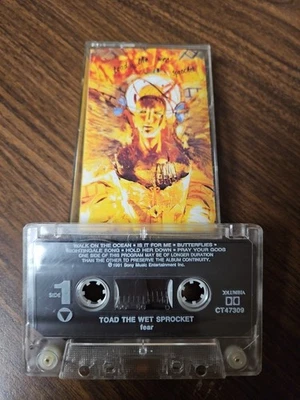 WALK ON THE OCEAN • IS IT FOR ME • BUTTERFLIES •
NIGHTINGALE SONG • HOLD HER DOWN • PRAY YOUR GODS
ONE SIDE OF THIS PROGRAM MAY BE OF LONGER DURATION
THAN THE OTHER TO PRESERVE THE ALBUM CONTINUITY.
©1991 Sony Music Entertainment Inc.
SIDE 1
COLUMBIA
CT47309
TOAD THE WET SPROCKET
fear